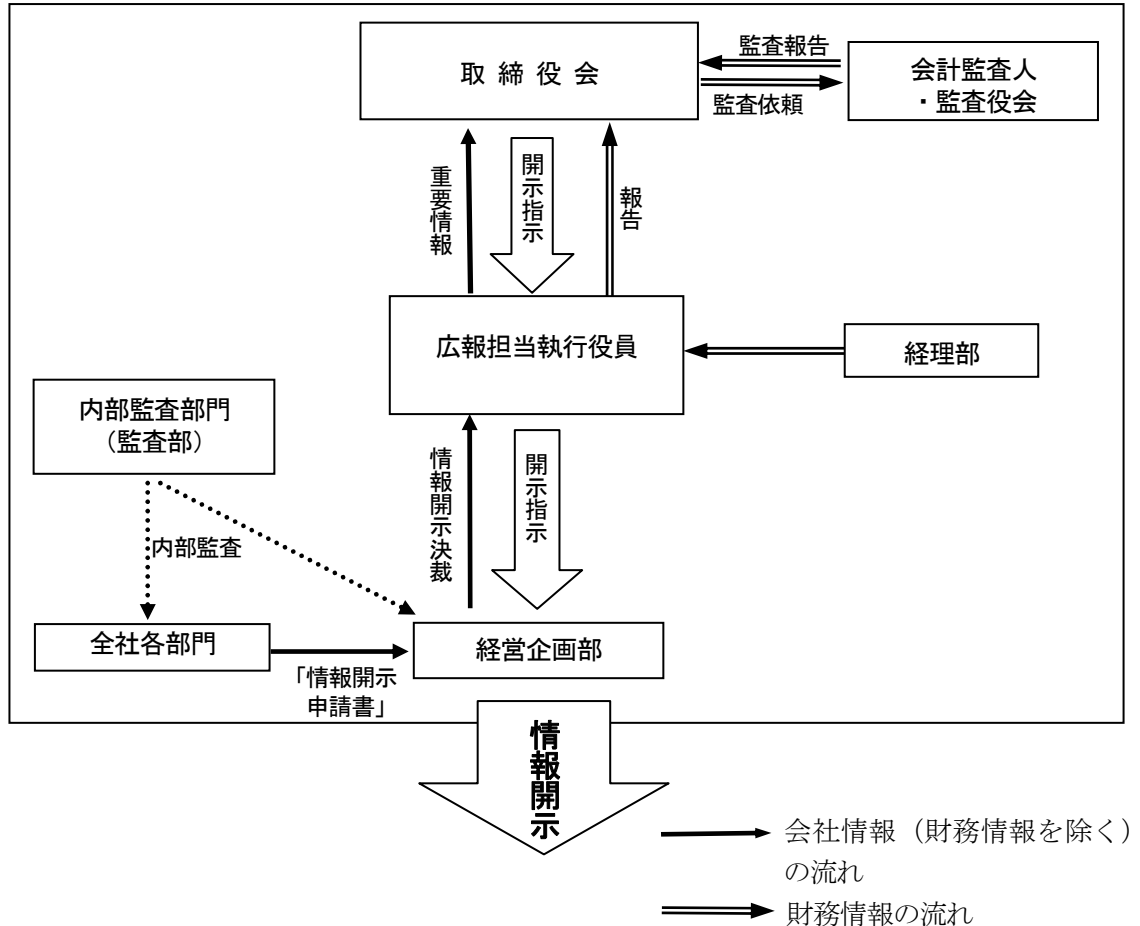 取締役会
監査報告
監査依頼
会計監査人
・監査役会
重要情報
開示指示
報告
広報担当執行役員
経理部
内部監査部門
（監査部）
情報開示決裁
開示指示
内部監査
全社各部門
「情報開示
申請書」
経営企画部
情報開示
会社情報（財務情報を除く）
の流れ
財務情報の流れ